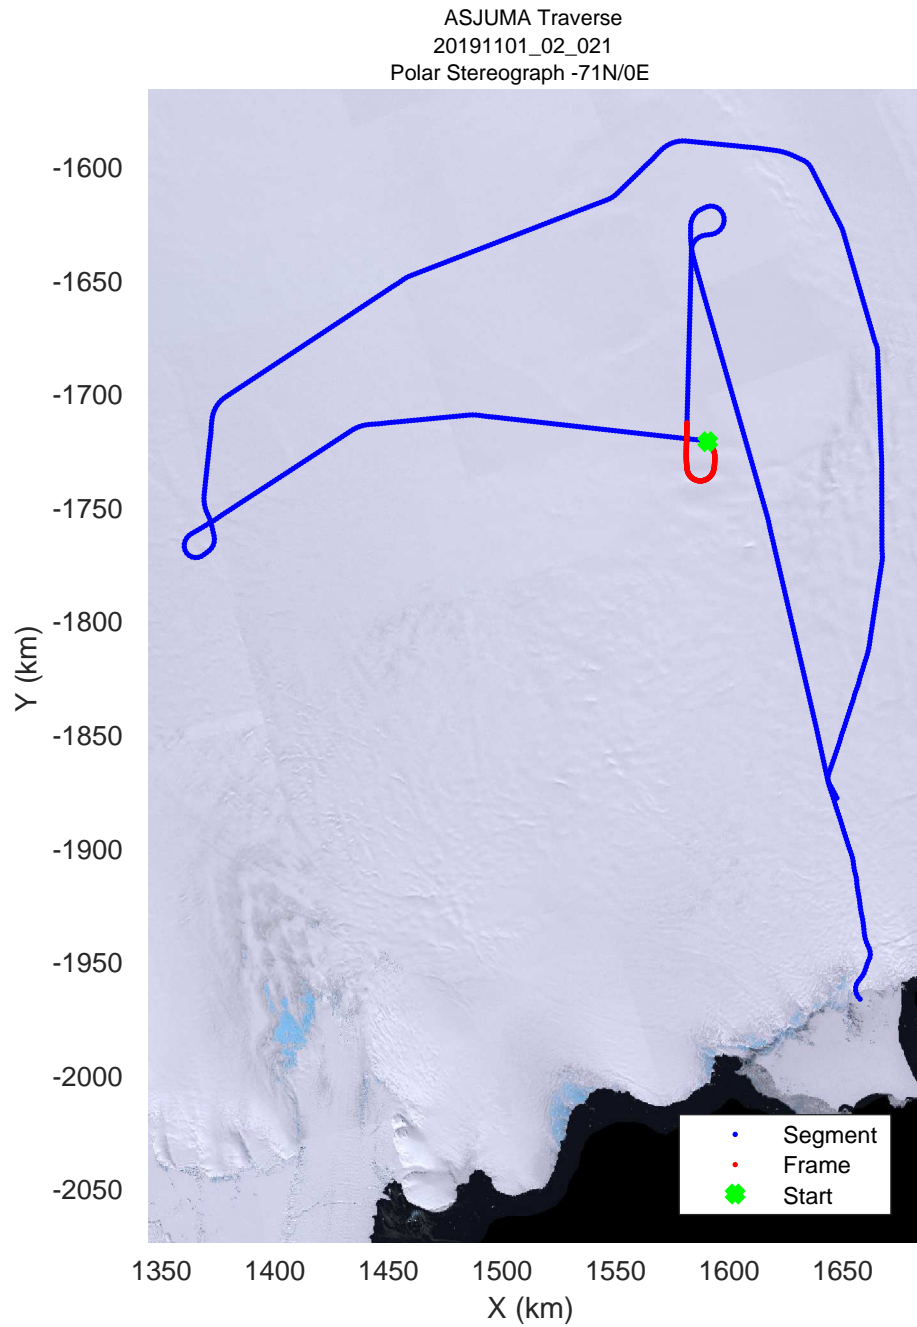 ASJUMA Traverse
20191101_02_021
Polar Stereograph -71N/0E
-1600
-1650
-1700
-1750
-1800
-1850
-1900
-1950
-2000
-2050
Y (km)
Segment
Frame
Start
1350 1400 1450 1500 1550 1600 1650
X (km)